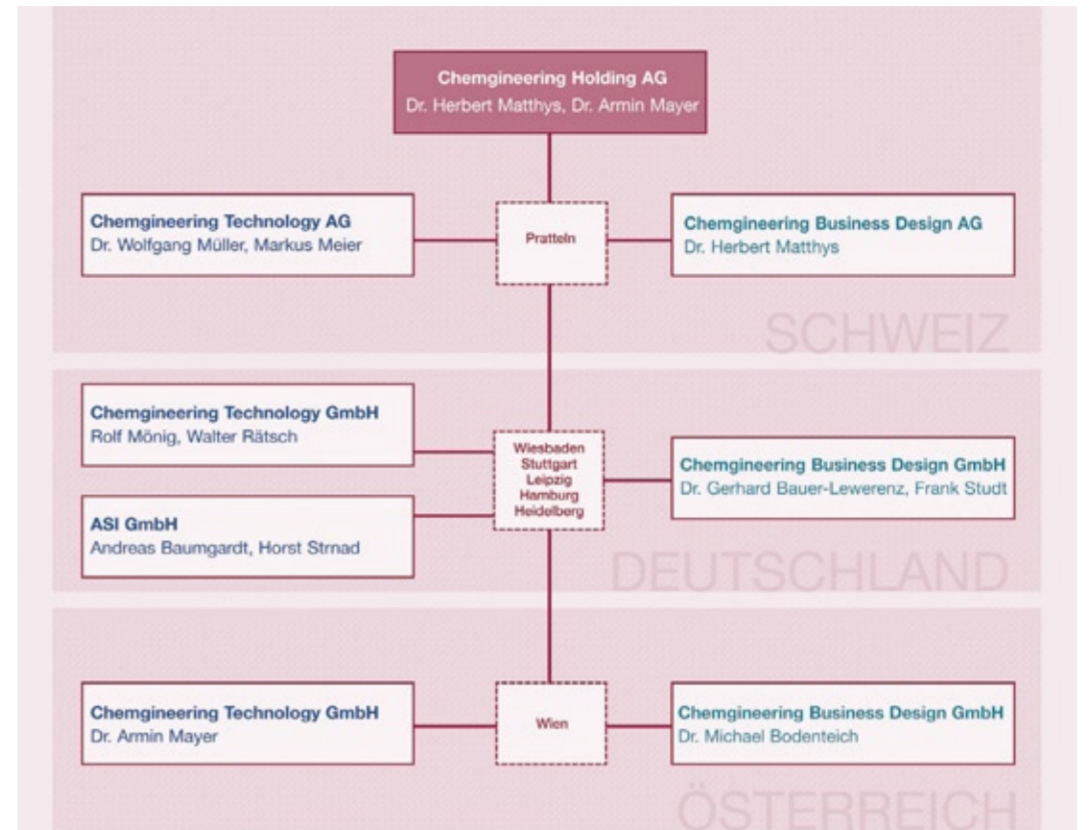 Chemgineering Holding AG
Dr. Herbert Matthys, Dr. Armin Mayer
Chemgineering Technology AG
Dr. Wolfgang Müller, Markus Meier
Pratteln
Chemgineering Business Design AG
Dr. Herbert Matthys
SCHWEIZ
Chemgineering Technology GmbH
Rolf Mönig, Walter Rätsch
ASI GmbH
Andreas Baumgardt, Horst Strnad
Wiesbaden
Stuttgart
Leipzig
Hamburg
Heidelberg
Chemgineering Business Design GmbH
Dr. Gerhard Bauer-Lewerenz, Frank Studt
DEUTSCHLAND
Chemgineering Technology GmbH
Dr. Armin Mayer
Wien
Chemgineering Business Design GmbH
Dr. Michael Bodenteich
ÖSTERREICH